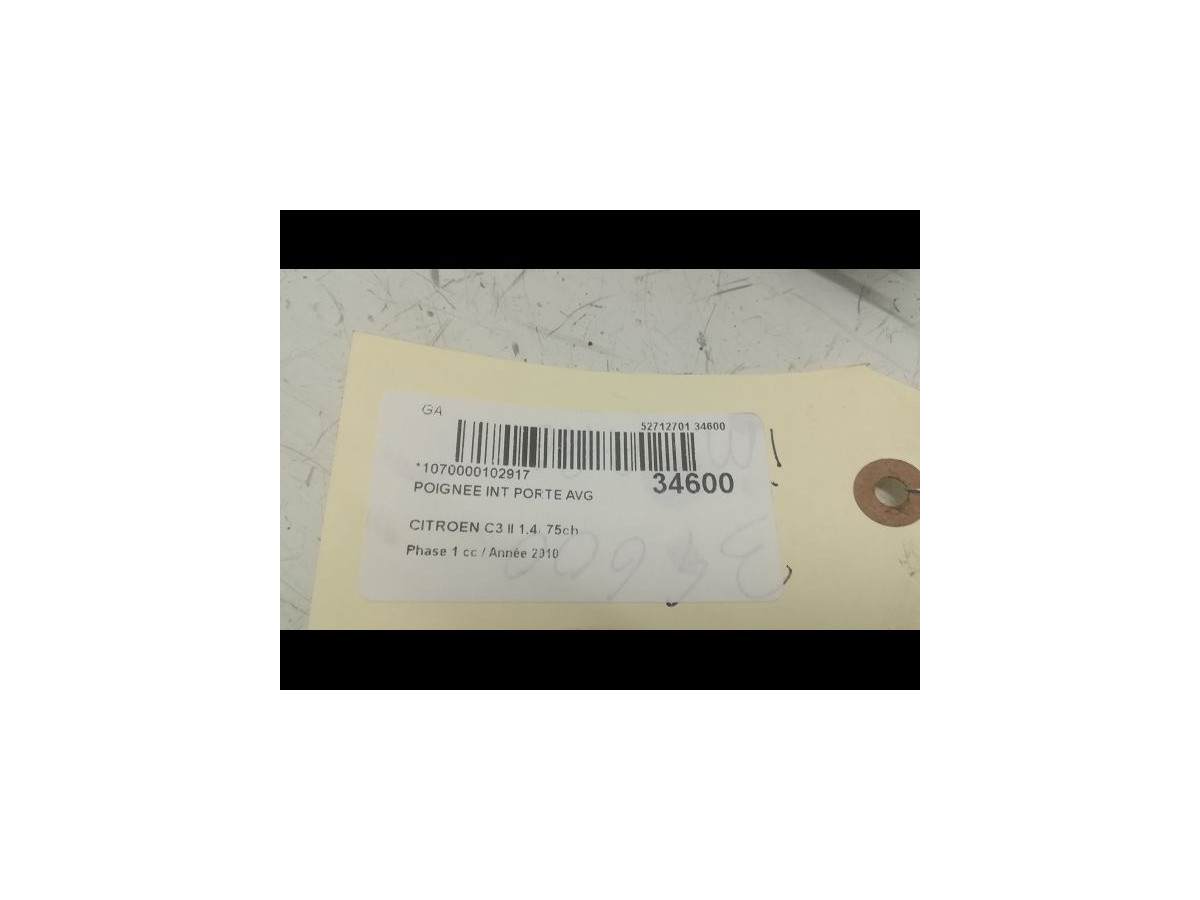 GA
52712701 34600
*1070000102917
34600
POIGNEE INT PORTE AVG
CITROEN C3 II 1.4i 75ch
Phase 1 cc / Année 2010
34600